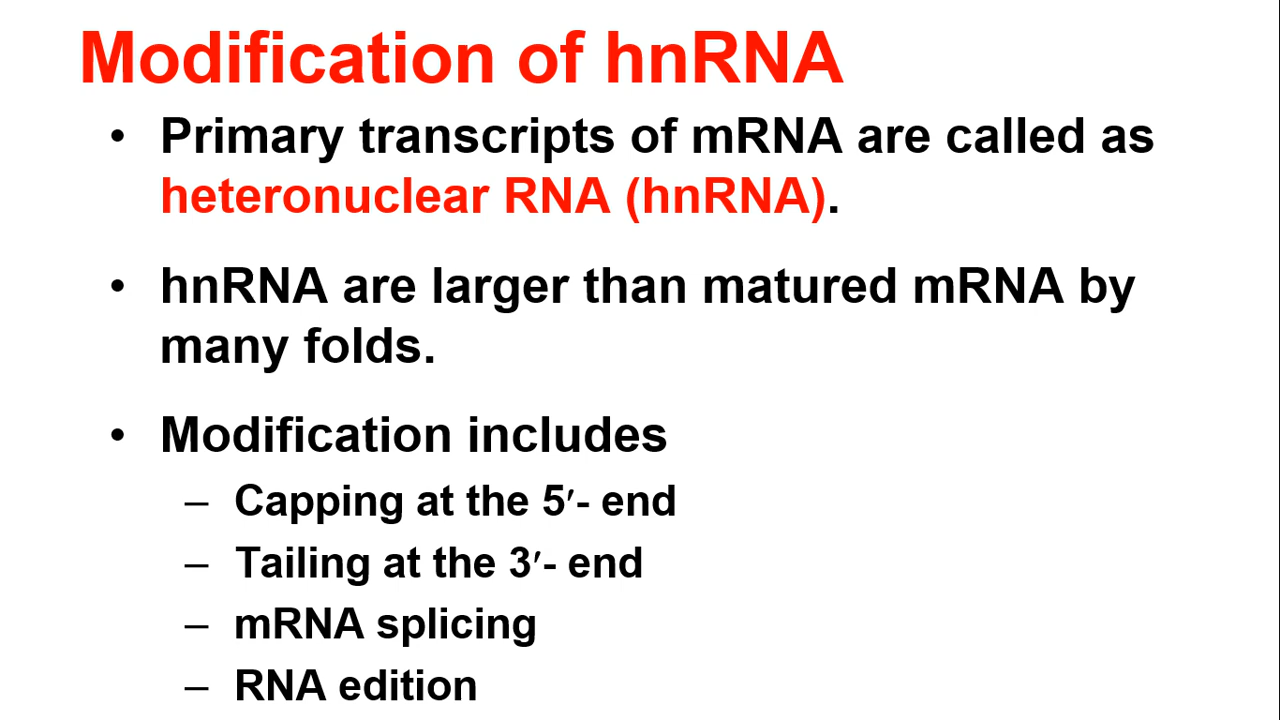 Modification of hnRNA
• Primary transcripts of mRNA are called as
heteronuclear RNA (hnRNA).
• hnRNA are larger than matured mRNA by
many folds.
• Modification includes
– Capping at the 5′- end
– Tailing at the 3′- end
– mRNA splicing
– RNA edition